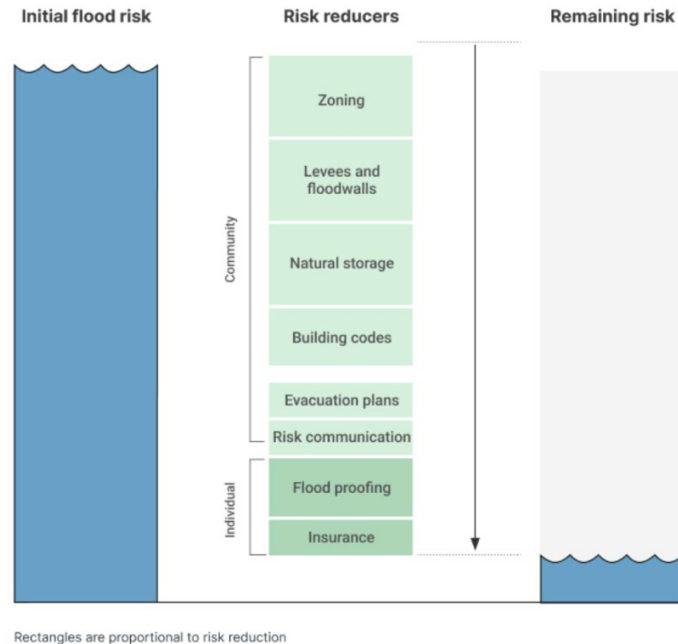 Initial flood risk
Risk reducers
Remaining risk
Community
Zoning
Levees and
floodwalls
Natural storage
Building codes
Evacuation plans
Risk communication
Individual
Flood proofing
Insurance
Rectangles are proportional to risk reduction